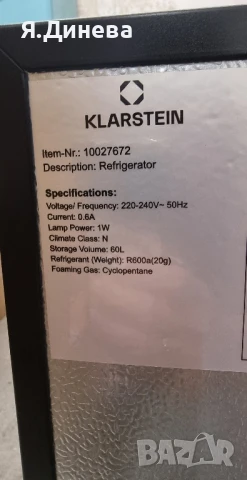 Я.Динева
KLARSTEIN
Item-Nr.: 10027672
Description: Refrigerator
Specifications:
Voltage/ Frequency: 220-240V~ 50Hz
Current: 0.6A
Lamp Power: 1W
Climate Class: N
Storage Volume: 60L
Refrigerant (Weight): R600a(20g)
Foaming Gas: Cyclopentane
BAZAR